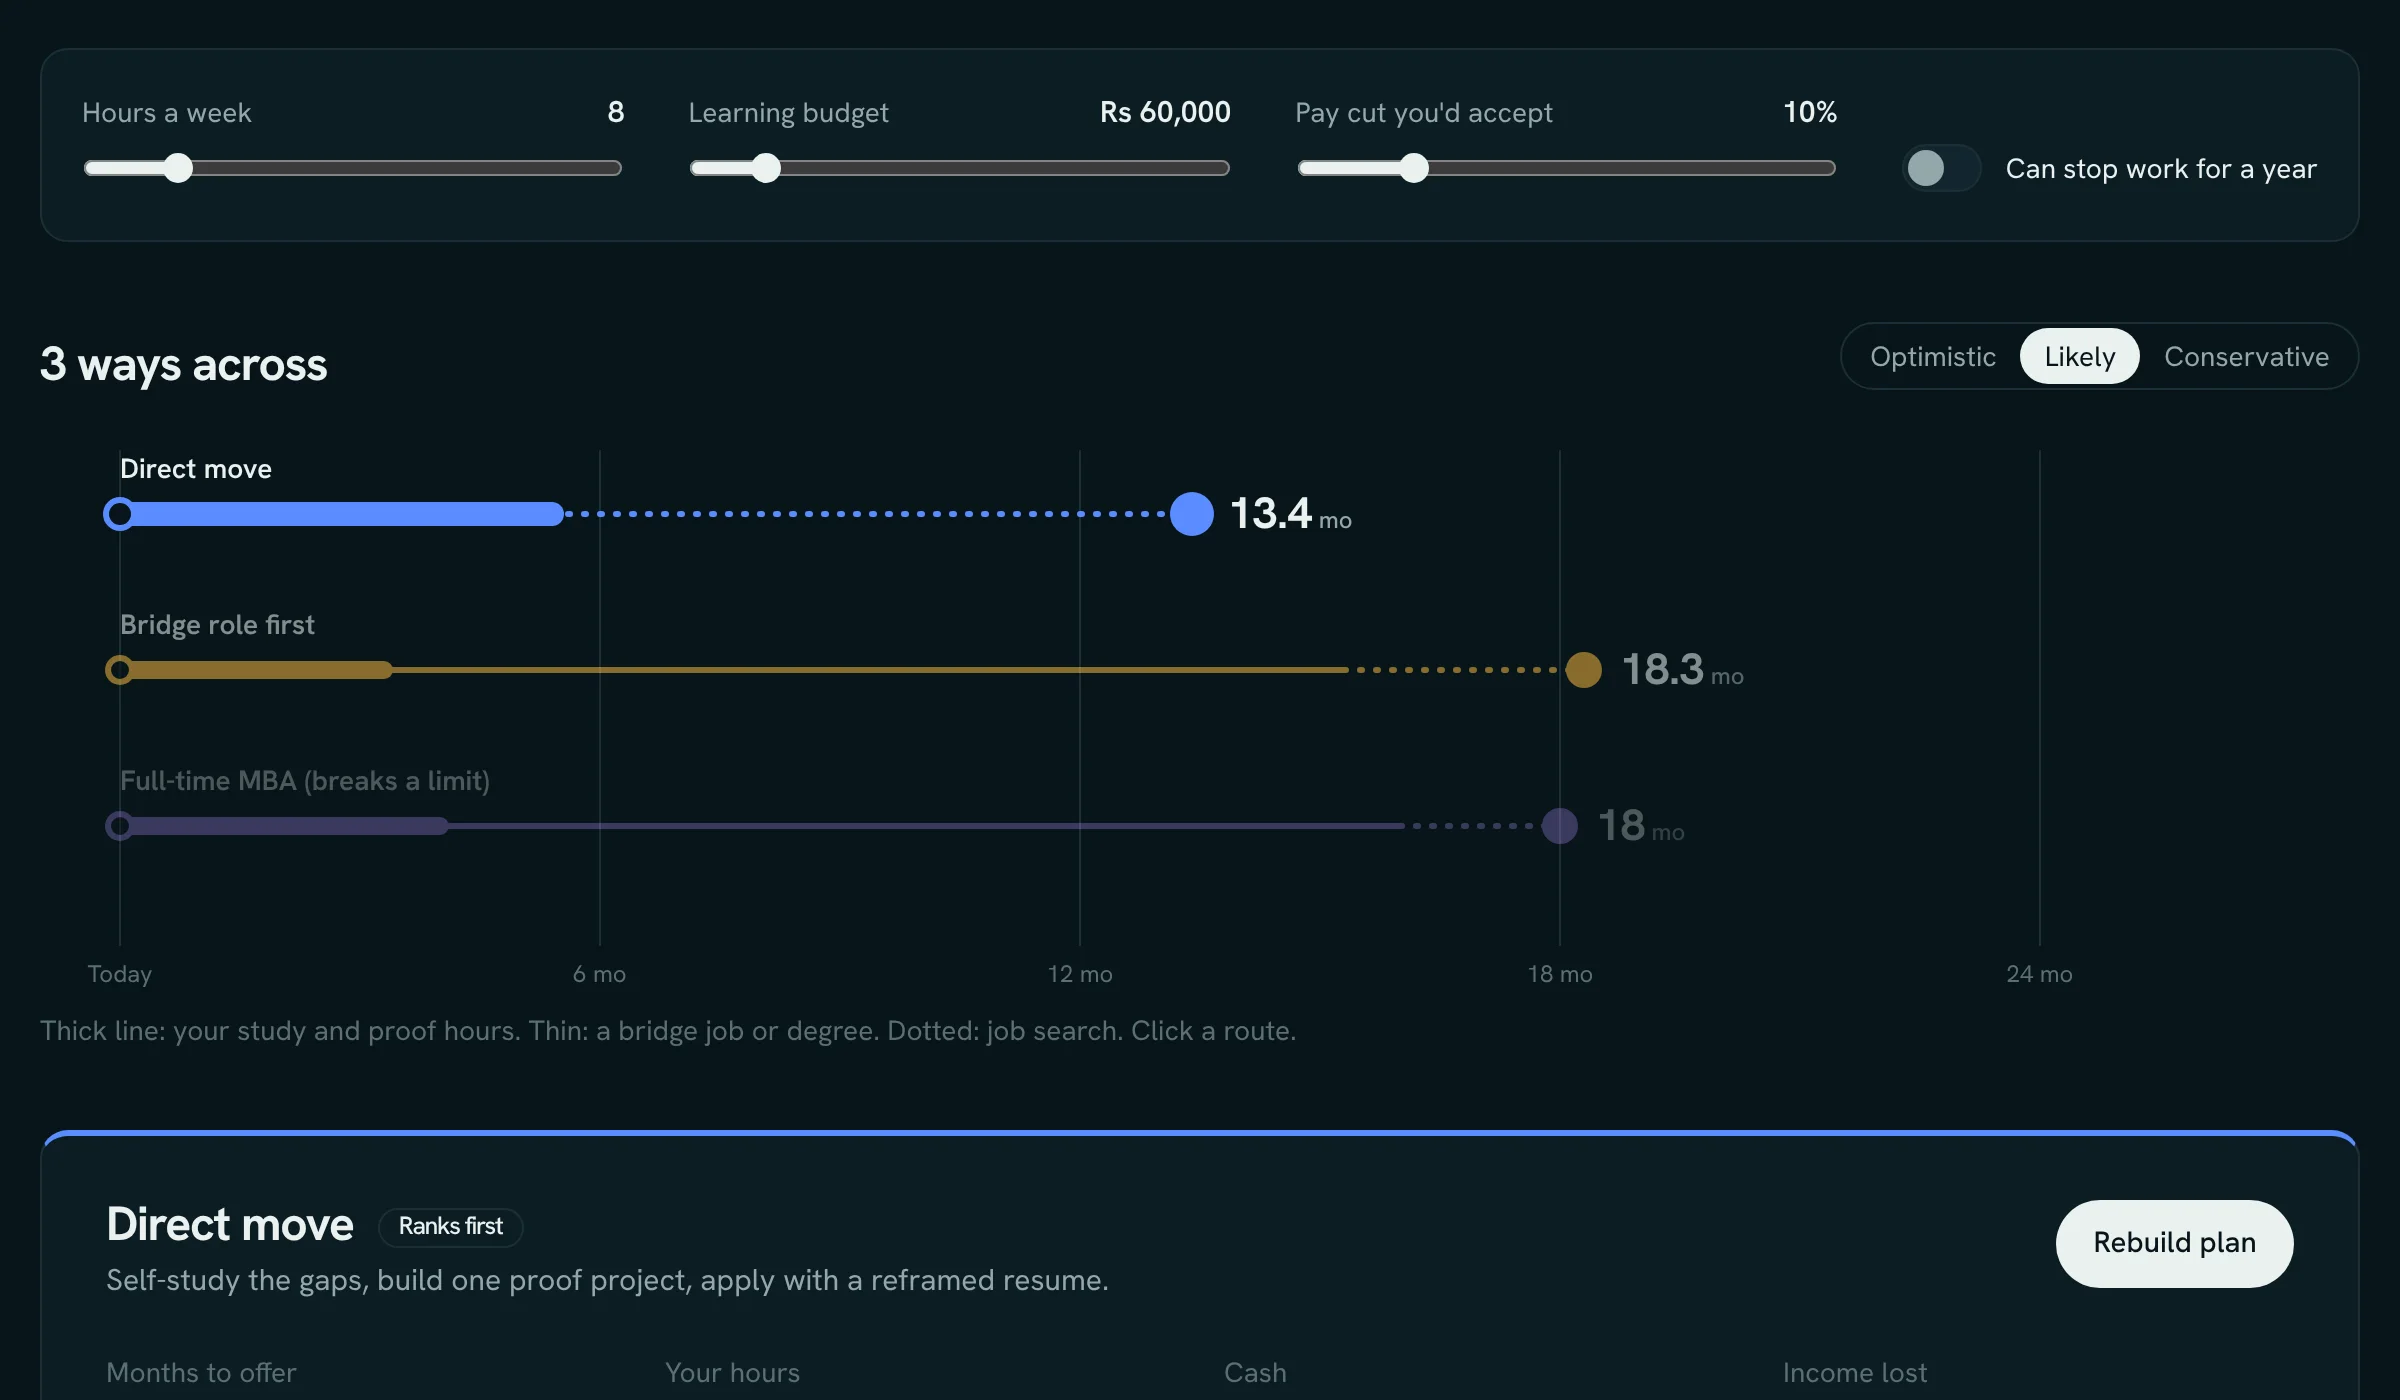 Hours a week 8
Learning budget Rs 60,000
Pay cut you'd accept 10%
Can stop work for a year
3 ways across
Optimistic Likely Conservative
Direct move
13.4 mo
Bridge role first
18.3 mo
Full-time MBA (breaks a limit)
18 mo
Today 6 mo 12 mo 18 mo 24 mo
Thick line: your study and proof hours. Thin: a bridge job or degree. Dotted: job search. Click a route.
Direct move Ranks first
Rebuild plan
Self-study the gaps, build one proof project, apply with a reframed resume.
Months to offer Your hours Cash Income lost